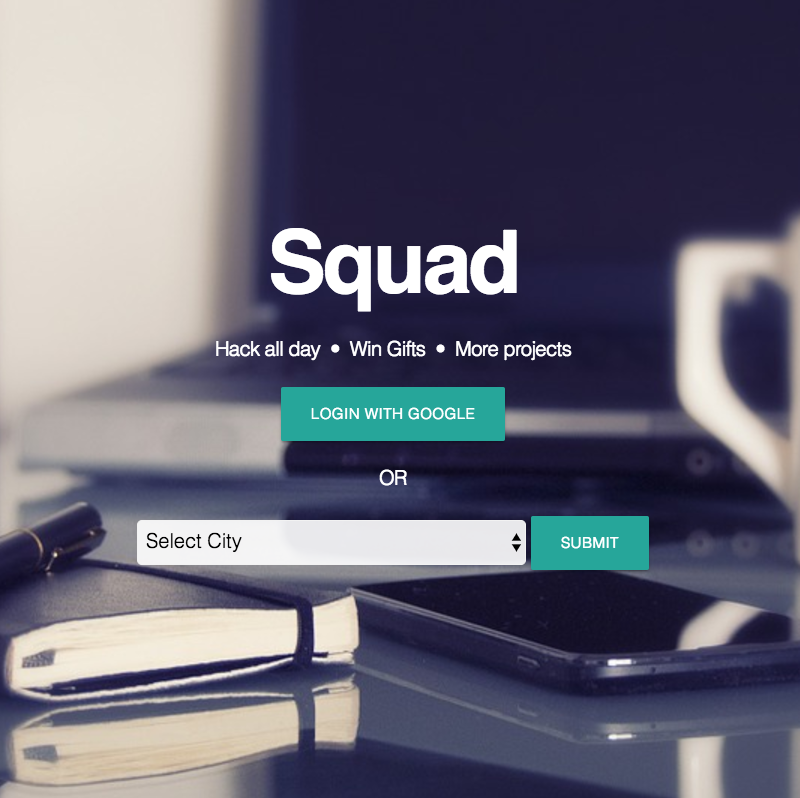 Squad
Hack all day • Win Gifts • More projects
LOGIN WITH GOOGLE
OR
Select City
SUBMIT